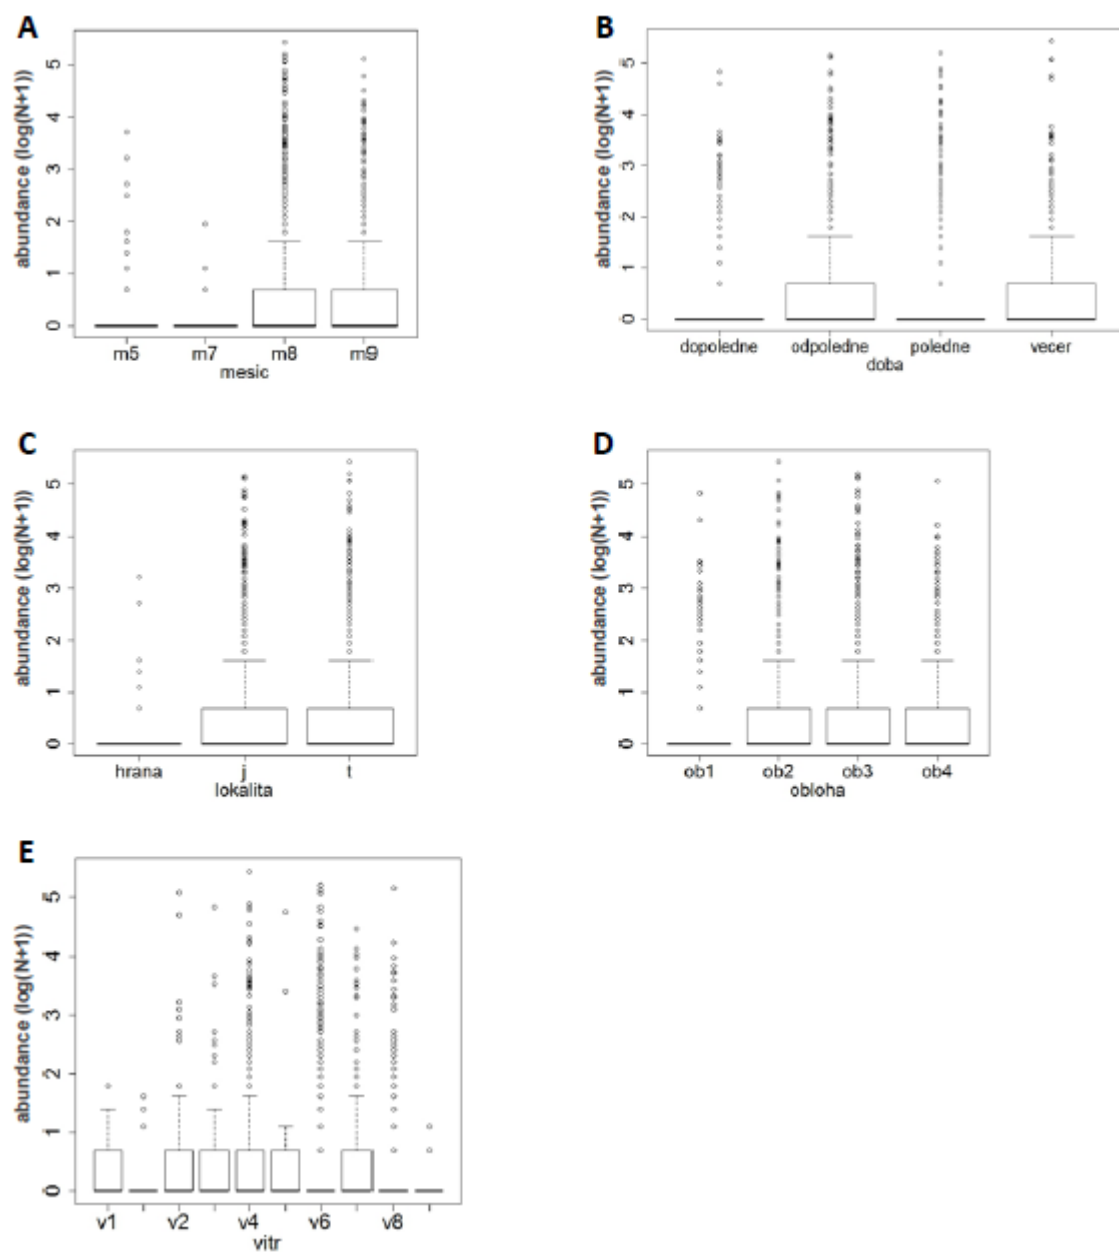 A
abundance (log(N+1))
5
4
3
2
1
0
m5 m7 m8 m9
mesic
B
abundance (log(N+1))
5
4
3
2
1
0
dopoledne odpoledne poledne vecer
doba
C
abundance (log(N+1))
5
4
3
2
1
0
hrana j t
lokalita
D
abundance (log(N+1))
5
4
3
2
1
0
ob1 ob2 ob3 ob4
obloha
E
abundance (log(N+1))
5
4
3
2
1
0
v1 v2 v4 v6 v8
vitr